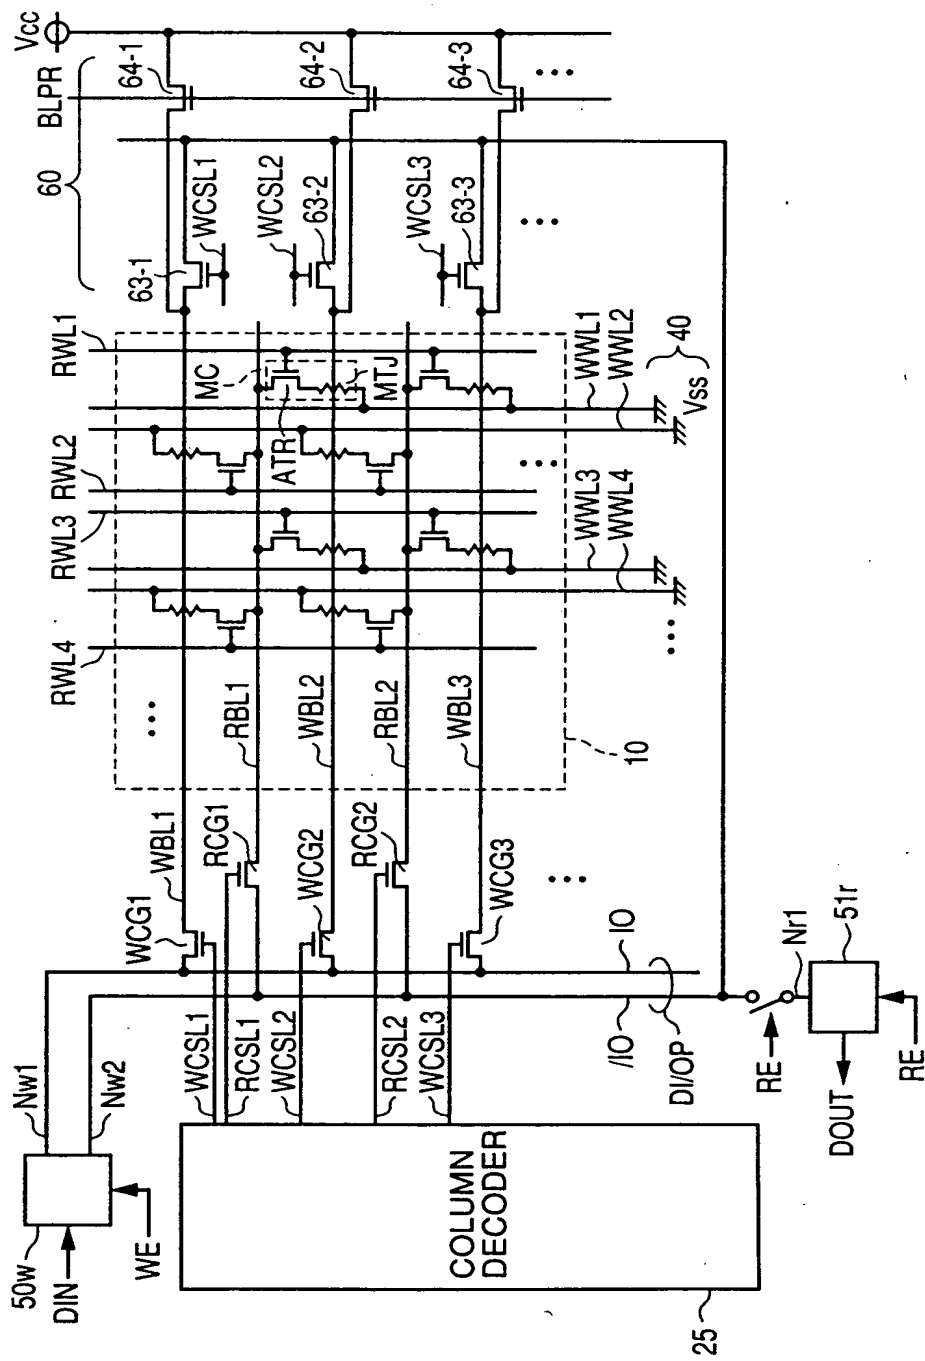 Vcc
BLPR
60
64-1
64-2
64-3
WCSL1
WCSL2
WCSL3
63-1
63-2
63-3
RWL1
RWL2
RWL3
RWL4
MC
ATR
MTJ
WWL1
WWL2
40
Vss
WWL3
WWL4
RBL1
WBL2
RBL2
WBL3
10
WBL1
WCG1
RCG1
WCG2
RCG2
WCG3
Nw1
Nw2
WCSL1
RCSL1
WCSL2
RCSL2
WCSL3
IO
/IO
DI/OP
Nr1
51r
RE
RE
DOUT
50w
DIN
WE
COLUMN
DECODER
25